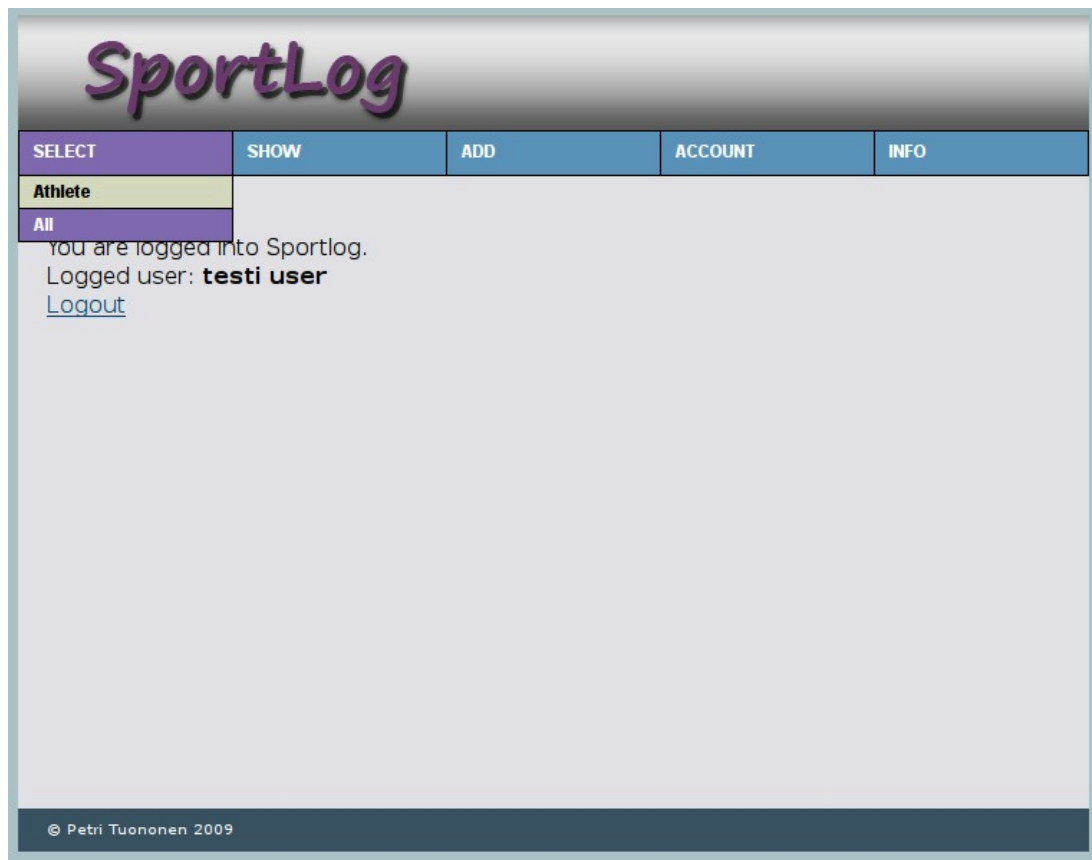 SportLog
SELECT SHOW ADD ACCOUNT INFO
Athlete
All
You are logged into Sportlog.
Logged user: testi user
Logout
© Petri Tuononen 2009